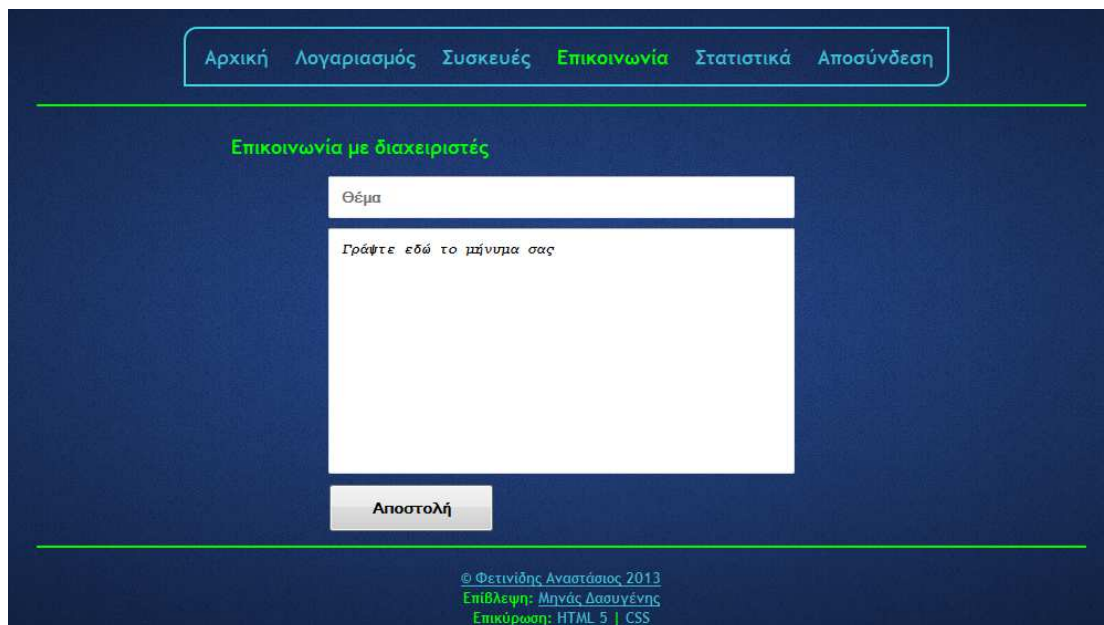 Αρχική Λογαριασμός Συσκευές Επικοινωνία Στατιστικά Αποσύνδεση
Επικοινωνία με διαχειριστές
Θέμα
Γράψτε εδώ το μήνυμα σας
Αποστολή
© Φετινίδης Αναστάσιος 2013
Επίβλεψη: Μηνάς Δασυγένης
Επικύρωση: HTML 5 | CSS